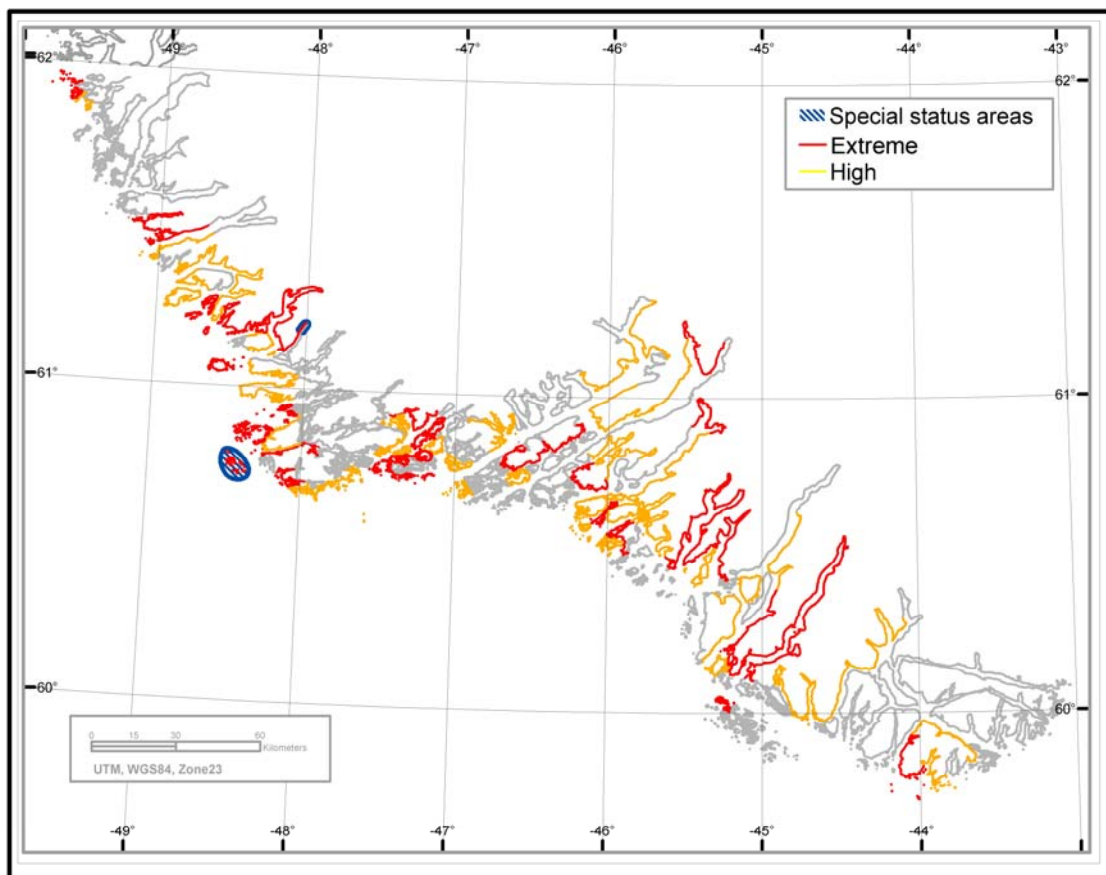 -49° -48° -47° -46° -45° -44° -43°
62° 62°
Special status areas
Extreme
High
61° 61°
60° 60°
0 15 30 60
Kilometers
UTM, WGS84, Zone23
-49° -48° -47° -46° -45° -44°